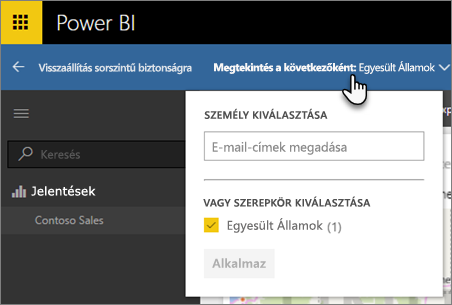 Power BI
Visszaállítás sorszintű biztonságra
Megtekintés a következőként: Egyesült Államok
SZEMÉLY KIVÁLASZTÁSA
E-mail-címek megadása
Keresés
VAGY SZEREPKÖR KIVÁLASZTÁSA
Jelentések
Egyesült Államok (1)
Contoso Sales
Alkalmaz